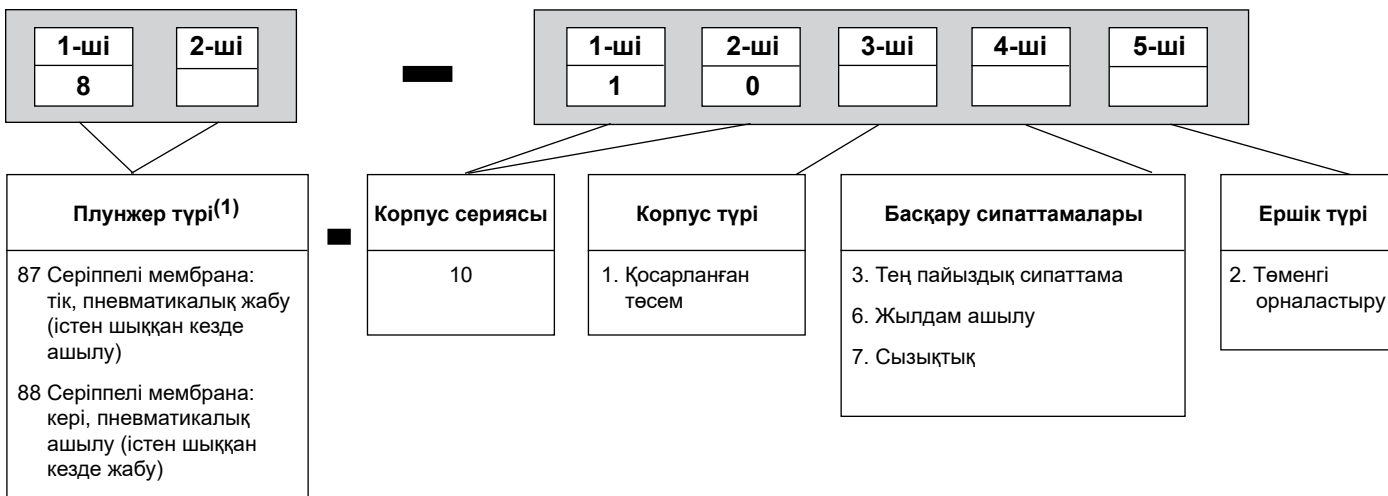 1-ші 2-ші 1-ші 2-ші 3-ші 4-ші 5-ші
8 1 0
Плунжер түрі(1)
87 Серіппелі мембрана:
тік, пневматикалық жабу
(істен шыққан кезде
ашылу)
88 Серіппелі мембрана:
кері, пневматикалық
ашылу (істен шыққан
кезде жабу)
Корпус сериясы
10
Корпус түрі
1. Қосарланған
төсем
Басқару сипаттамалары
3. Тең пайыздық сипаттама
6. Жылдам ашылу
7. Сызықтық
Ершік түрі
2. Төменгі
орналастыру